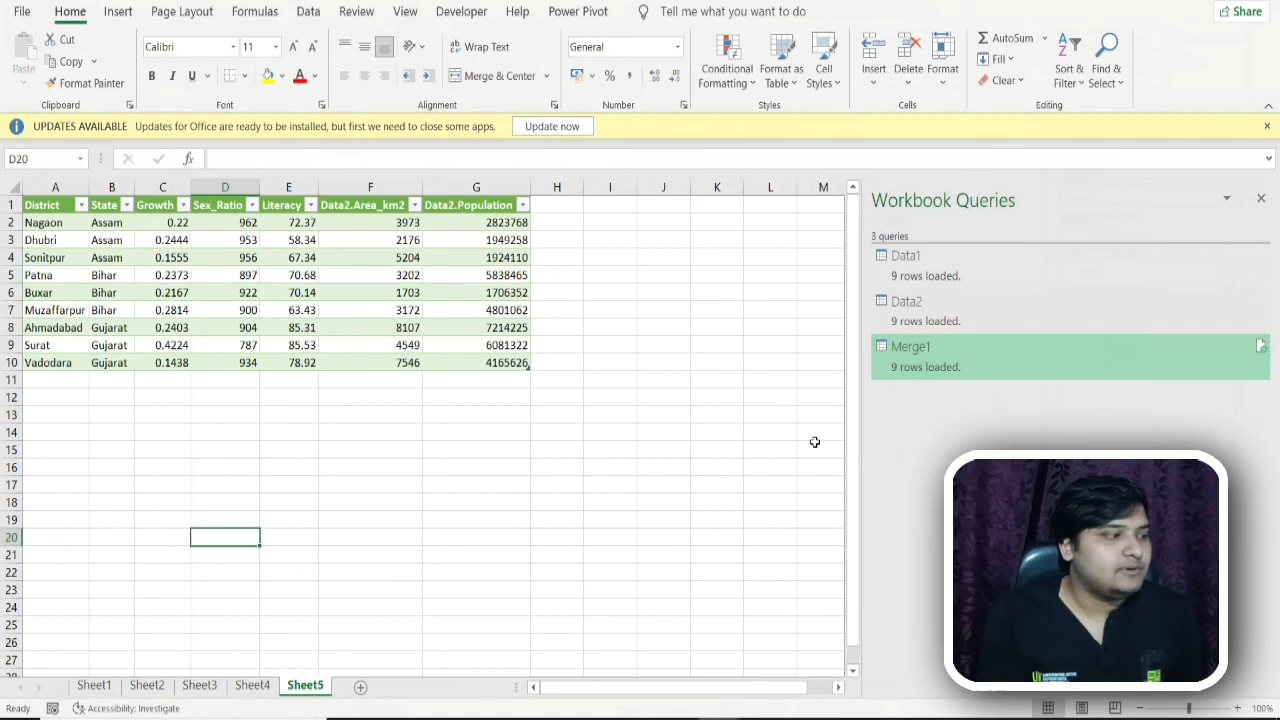 File Home Insert Page Layout Formulas Data Review View Developer Help Power Pivot Tell me what you want to do Share
Paste Cut Copy Format Painter Clipboard
Calibri 11 B I U A Font
Wrap Text Merge & Center Alignment
General % Number
Conditional Formatting Format as Table Cell Styles Styles
Insert Delete Format Cells
AutoSum Fill Clear Sort & Filter Find & Select Editing
UPDATES AVAILABLE Updates for Office are ready to be installed, but first we need to close some apps. Update now
D20 fx
A B C D E F G H I J K L M
1 District State Growth Sex_Ratio Literacy Data2.Area_km2 Data2.Population
2 Nagaon Assam 0.22 962 72.37 3973 2823768
3 Dhubri Assam 0.2444 953 58.34 2176 1949258
4 Sonitpur Assam 0.1555 956 67.34 5204 1924110
5 Patna Bihar 0.2373 897 70.68 3202 5838465
6 Buxar Bihar 0.2167 922 70.14 1703 1706352
7 Muzaffarpur Bihar 0.2814 900 63.43 3172 4801062
8 Ahmadabad Gujarat 0.2403 904 85.31 8107 7214225
9 Surat Gujarat 0.4224 787 85.53 4549 6081322
10 Vadodara Gujarat 0.1438 934 78.92 7546 4165626
11
12
13
14
15
16
17
18
19
20
21
22
23
24
25
26
27
Workbook Queries
3 queries
Data1
9 rows loaded.
Data2
9 rows loaded.
Merge1
9 rows loaded.
Sheet1 Sheet2 Sheet3 Sheet4 Sheet5
Ready Accessibility: Investigate 100%